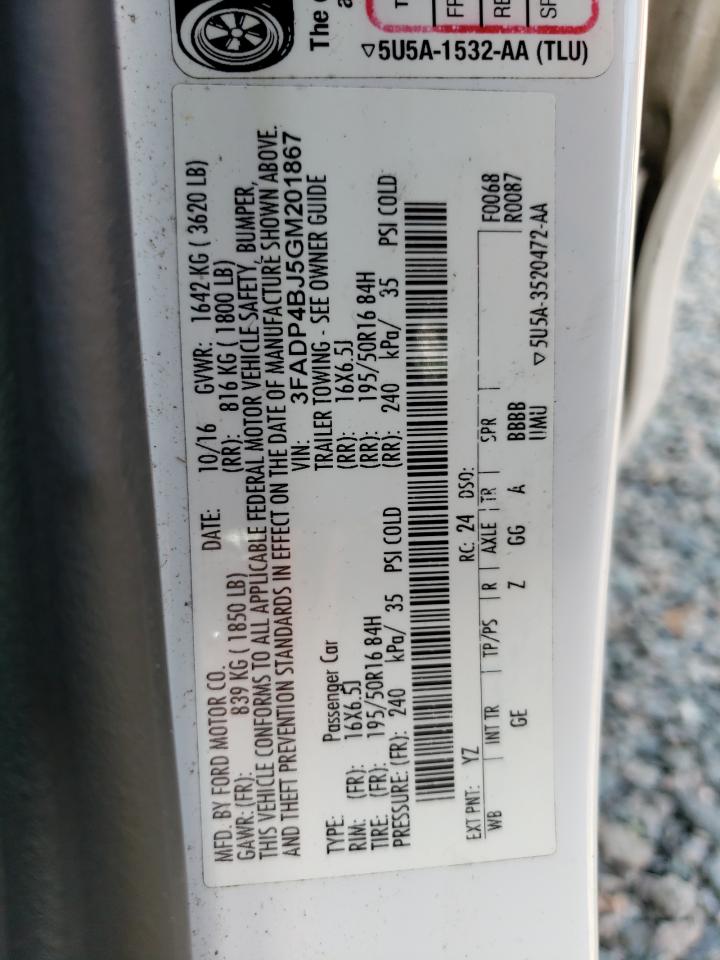 The
a
▽5U5A-1532-AA (TLU)
MFD. BY FORD MOTOR CO. DATE: 10/16 GVWR: 1642 KG ( 3620 LB)
GAWR: (FR): 839 KG ( 1850 LB) (RR): 816 KG ( 1800 LB)
THIS VEHICLE CONFORMS TO ALL APPLICABLE FEDERAL MOTOR VEHICLE SAFETY, BUMPER,
AND THEFT PREVENTION STANDARDS IN EFFECT ON THE DATE OF MANUFACTURE SHOWN ABOVE.
VIN: 3FADP4BJ5GM201867
TYPE: Passenger Car TRAILER TOWING - SEE OWNER GUIDE
RIM: (FR): 16X6.5J (RR): 16X6.5J
TIRE: (FR): 195/50R16 84H (RR): 195/50R16 84H
PRESSURE: (FR): 240 kPa/ 35 PSI COLD (RR): 240 kPa/ 35 PSI COLD
EXT PNT: YZ RC: 24 DSO:
WB INT TR TP/PS R AXLE TR SPR F0068
GE Z GG A BBBB R0087
UMU
▽5U5A-3520472-AA